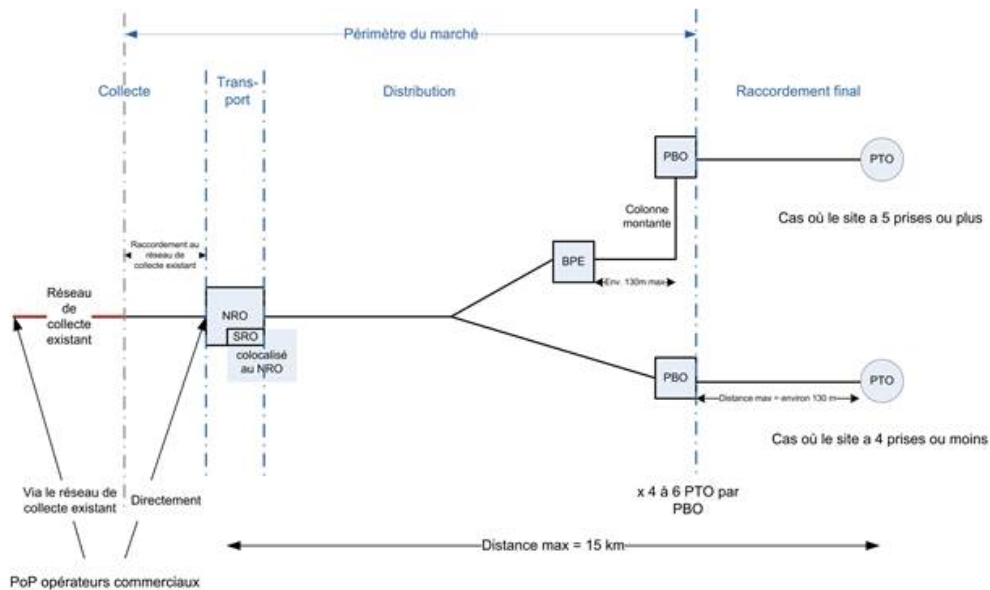 Périmètre du marché
Collecte
Trans-
port
Distribution
Raccordement final
PBO
PTO
Colonne
montante
Cas où le site a 5 prises ou plus
Raccordement au
réseau de
collecte existant
BPE
Env. 130m max
Réseau
de
collecte
existant
NRO
SRO
colocalisé
au NRO
PBO
PTO
Distance max = environ 130 m
Cas où le site a 4 prises ou moins
Via le réseau de
collecte existant
Directement
x 4 à 6 PTO par
PBO
Distance max = 15 km
PoP opérateurs commerciaux